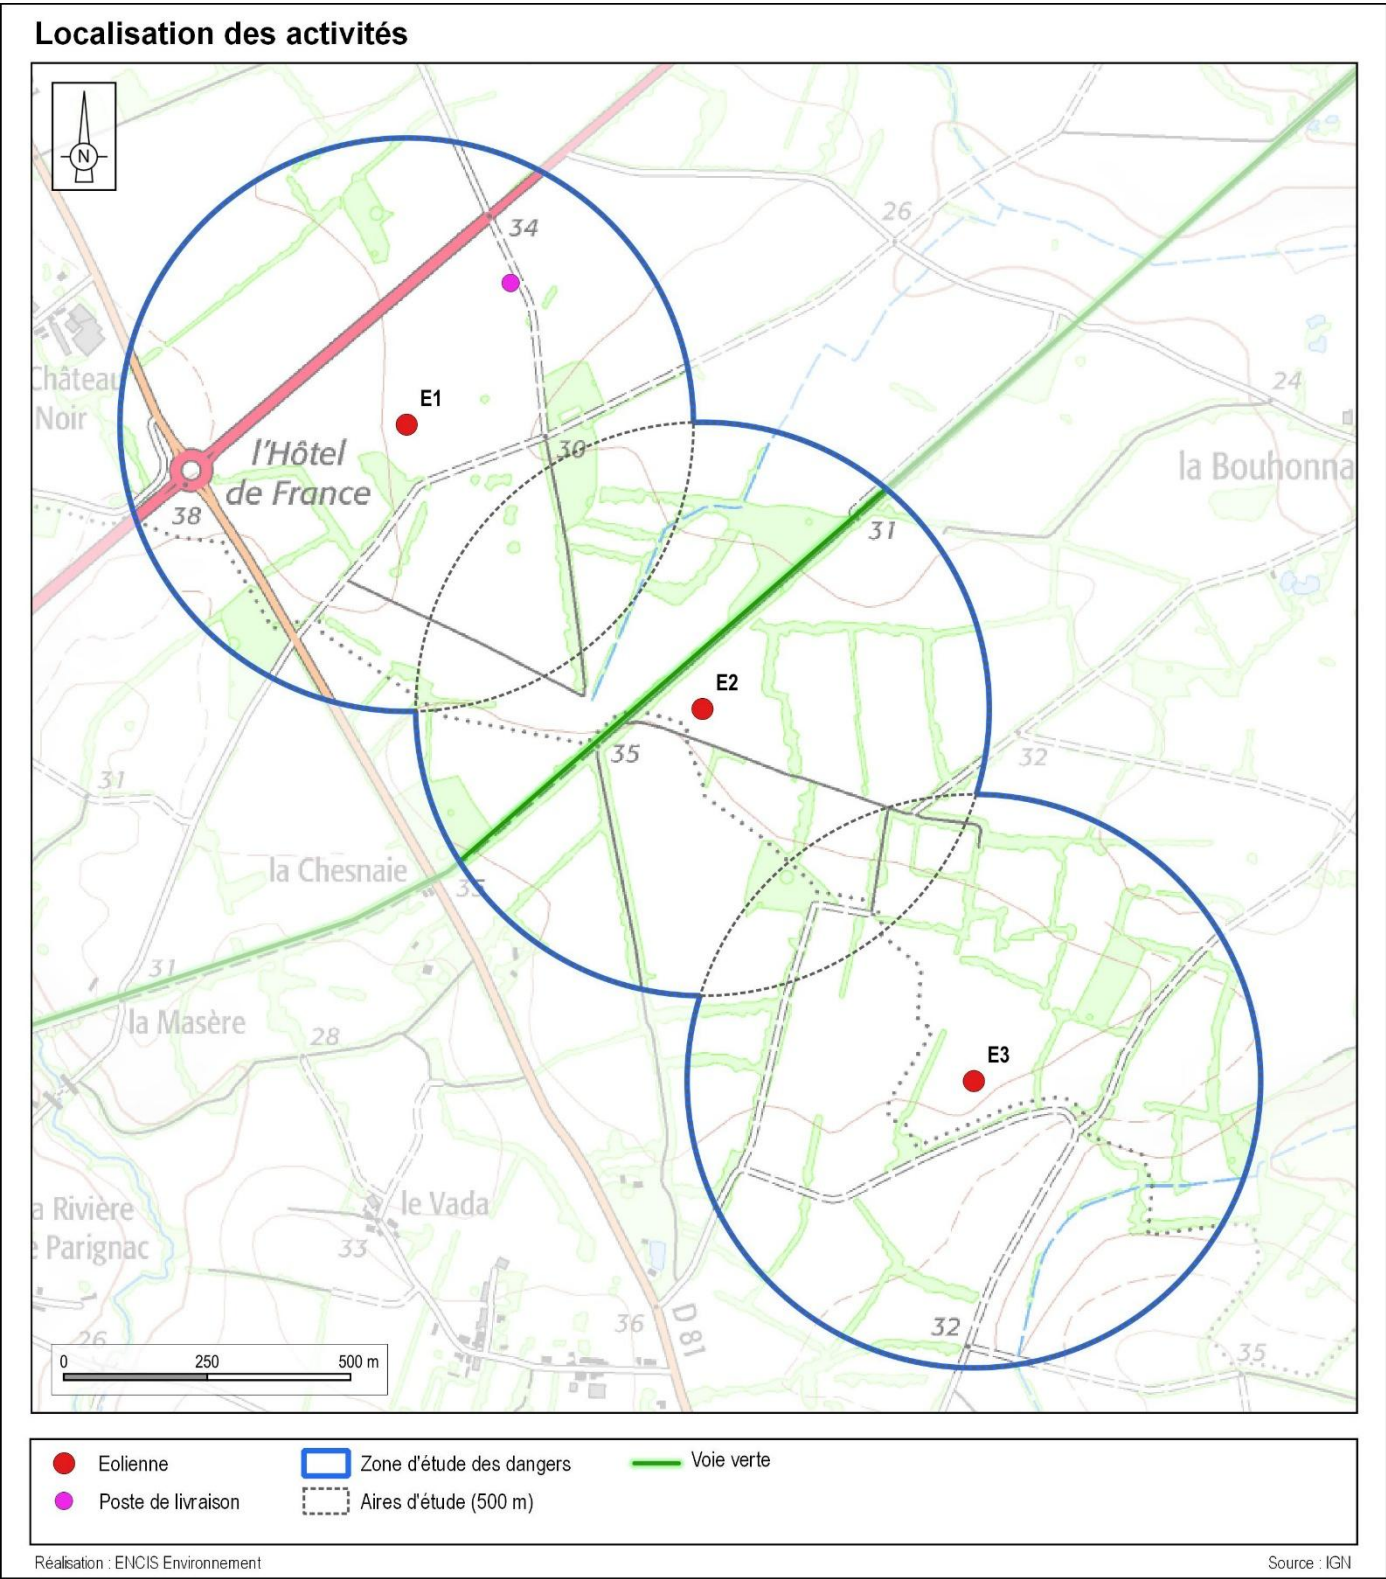 Localisation des activités
N
34
26
Château
Noir
24
E1
l'Hôtel
de France
30
la Bouhonna
38
31
E2
35
32
31
la Chesnaie
35
31
la Masère
28
E3
a Rivière
e Parignac
le Vada
33
36
D 81
32
35
26
0 250 500 m
Eolienne
Zone d'étude des dangers
Voie verte
Poste de livraison
Aires d'étude (500 m)
Réalisation : ENCIS Environnement
Source : IGN